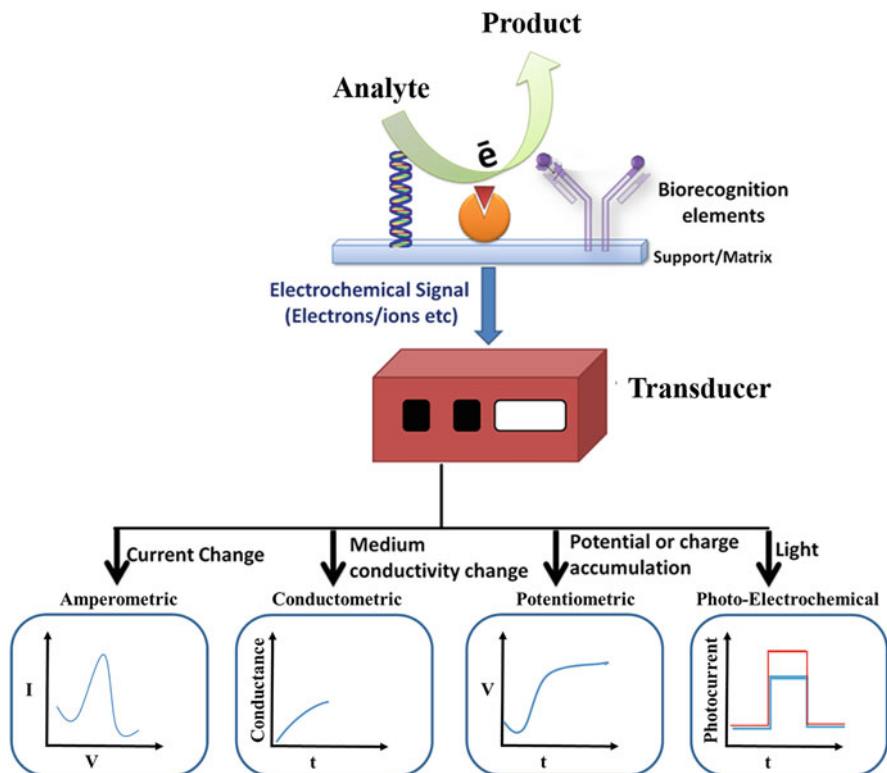 Product
Analyte
ē
Biorecognition
elements
Support/Matrix
Electrochemical Signal
(Electrons/ions etc)
Transducer
Current Change
Medium
conductivity change
Potential or charge
accumulation
Light
Amperometric
Conductometric
Potentiometric
Photo-Electrochemical
I
V
Conductance
t
V
t
Photocurrent
t